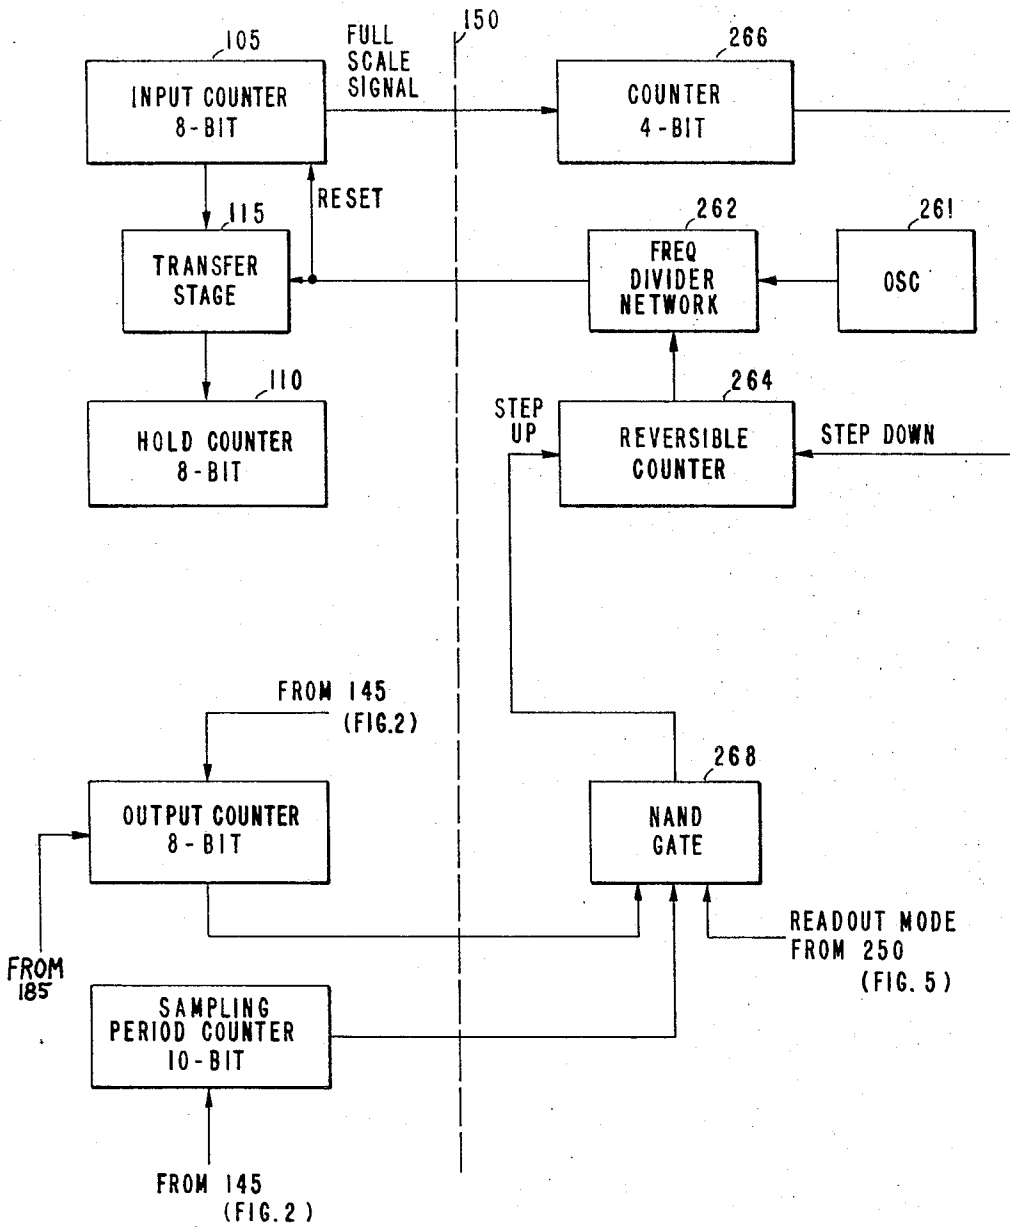 150
105
INPUT COUNTER
8-BIT
FULL
SCALE
SIGNAL
266
COUNTER
4-BIT
RESET
115
TRANSFER
STAGE
262
FREQ
DIVIDER
NETWORK
261
OSC
110
HOLD COUNTER
8-BIT
STEP
UP
264
REVERSIBLE
COUNTER
STEP DOWN
FROM 145
(FIG.2)
OUTPUT COUNTER
8-BIT
268
NAND
GATE
FROM
185
READOUT MODE
FROM 250
(FIG. 5)
SAMPLING
PERIOD COUNTER
10-BIT
FROM 145
(FIG.2)